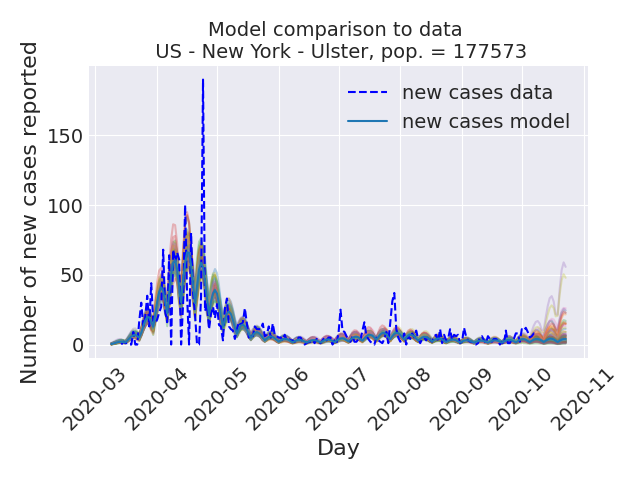 Model comparison to data
US - New York - Ulster, pop. = 177573
Number of new cases reported
new cases data
new cases model
150
100
50
0
2020-03
2020-04
2020-05
2020-06
2020-07
2020-08
2020-09
2020-10
2020-11
Day